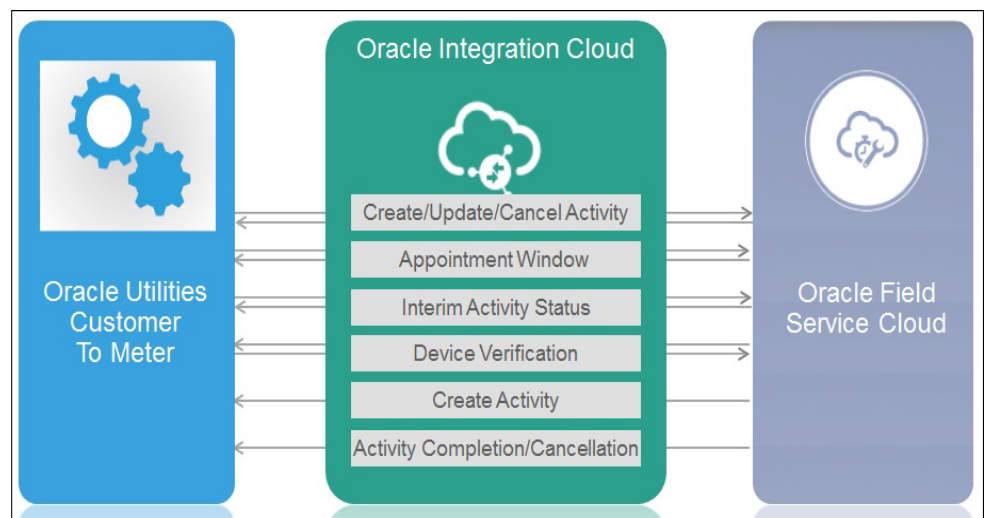 Oracle Integration Cloud
Create/Update/Cancel Activity
Appointment Window
Interim Activity Status
Device Verification
Create Activity
Activity Completion/Cancellation
Oracle Utilities
Customer
To Meter
Oracle Field
Service Cloud